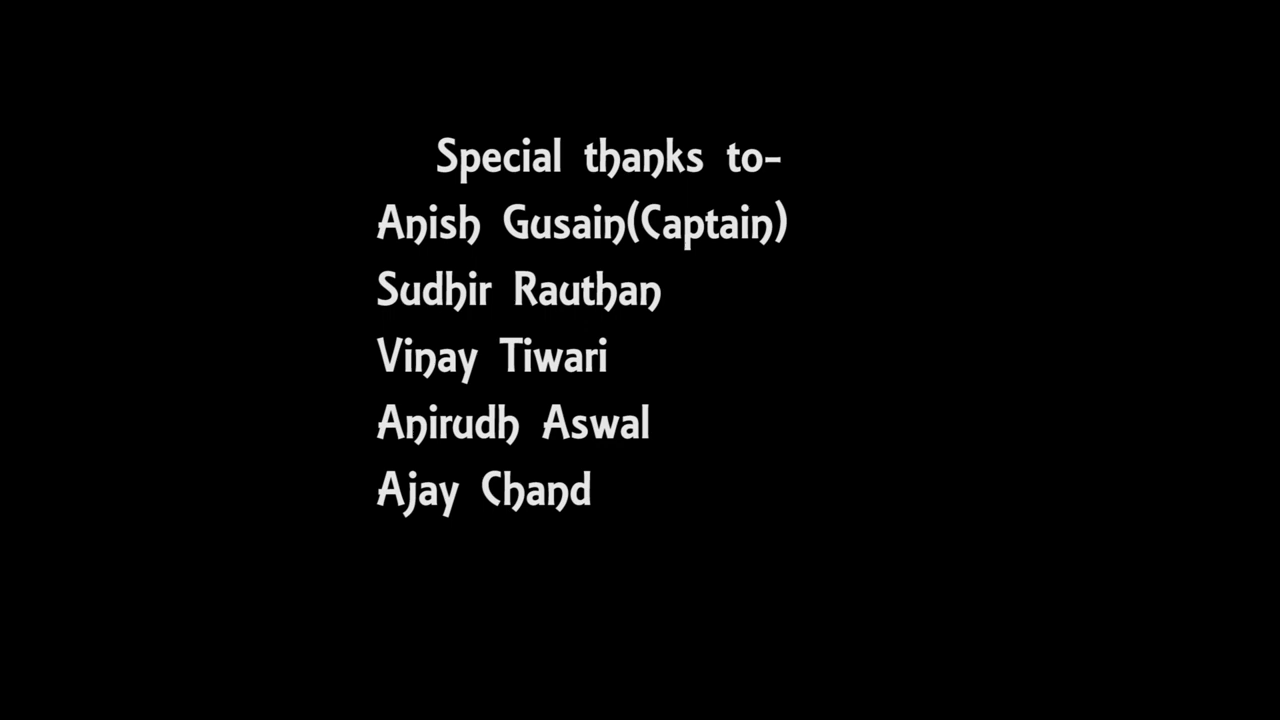 Special thanks to-
Anish Gusain(Captain)
Sudhir Rauthan
Vinay Tiwari
Anirudh Aswal
Ajay Chand